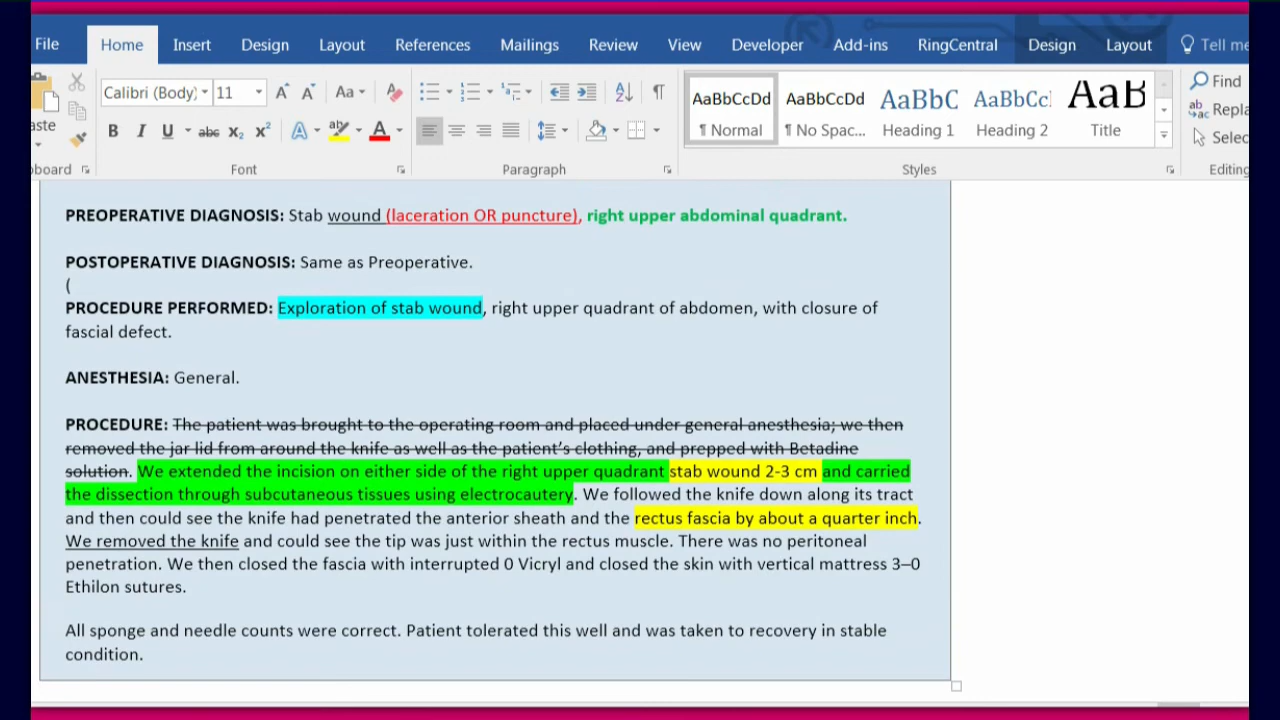 File Home Insert Design Layout References Mailings Review View Developer Add-ins RingCentral Design Layout Tell me
Calibri (Body) 11 Aa Find
aste Repla
B I U abc x₂ x² A A AaBbCcDd AaBbCcDd AaBbC AaBbCcI AaB
¶ Normal ¶ No Spac... Heading 1 Heading 2 Title Selec
board Font Paragraph Styles Editing
PREOPERATIVE DIAGNOSIS: Stab wound (laceration OR puncture), right upper abdominal quadrant.
POSTOPERATIVE DIAGNOSIS: Same as Preoperative.
(
PROCEDURE PERFORMED: Exploration of stab wound, right upper quadrant of abdomen, with closure of
fascial defect.
ANESTHESIA: General.
PROCEDURE: The patient was brought to the operating room and placed under general anesthesia; we then
removed the jar lid from around the knife as well as the patient's clothing, and prepped with Betadine
solution. We extended the incision on either side of the right upper quadrant stab wound 2-3 cm and carried
the dissection through subcutaneous tissues using electrocautery. We followed the knife down along its tract
and then could see the knife had penetrated the anterior sheath and the rectus fascia by about a quarter inch.
We removed the knife and could see the tip was just within the rectus muscle. There was no peritoneal
penetration. We then closed the fascia with interrupted 0 Vicryl and closed the skin with vertical mattress 3–0
Ethilon sutures.
All sponge and needle counts were correct. Patient tolerated this well and was taken to recovery in stable
condition.